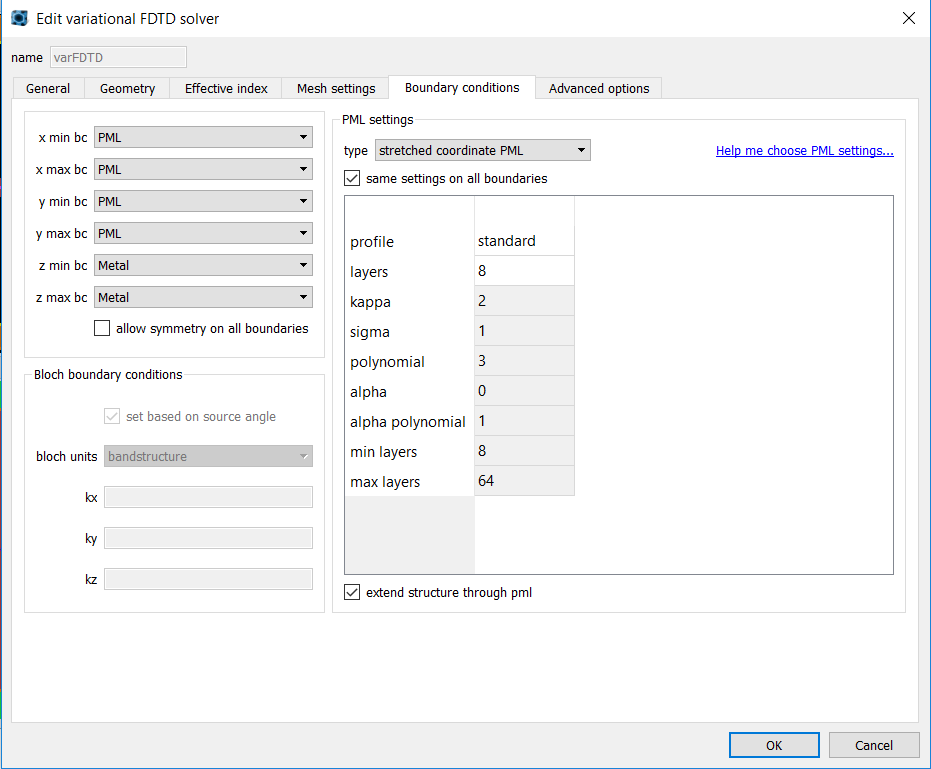 Edit variational FDTD solver
name varFDTD
General Geometry Effective index Mesh settings Boundary conditions Advanced options
x min bc PML
x max bc PML
y min bc PML
y max bc PML
z min bc Metal
z max bc Metal
allow symmetry on all boundaries
Bloch boundary conditions
set based on source angle
bloch units bandstructure
kx
ky
kz
PML settings
type stretched coordinate PML Help me choose PML settings...
same settings on all boundaries
profile standard
layers 8
kappa 2
sigma 1
polynomial 3
alpha 0
alpha polynomial 1
min layers 8
max layers 64
extend structure through pml
OK Cancel